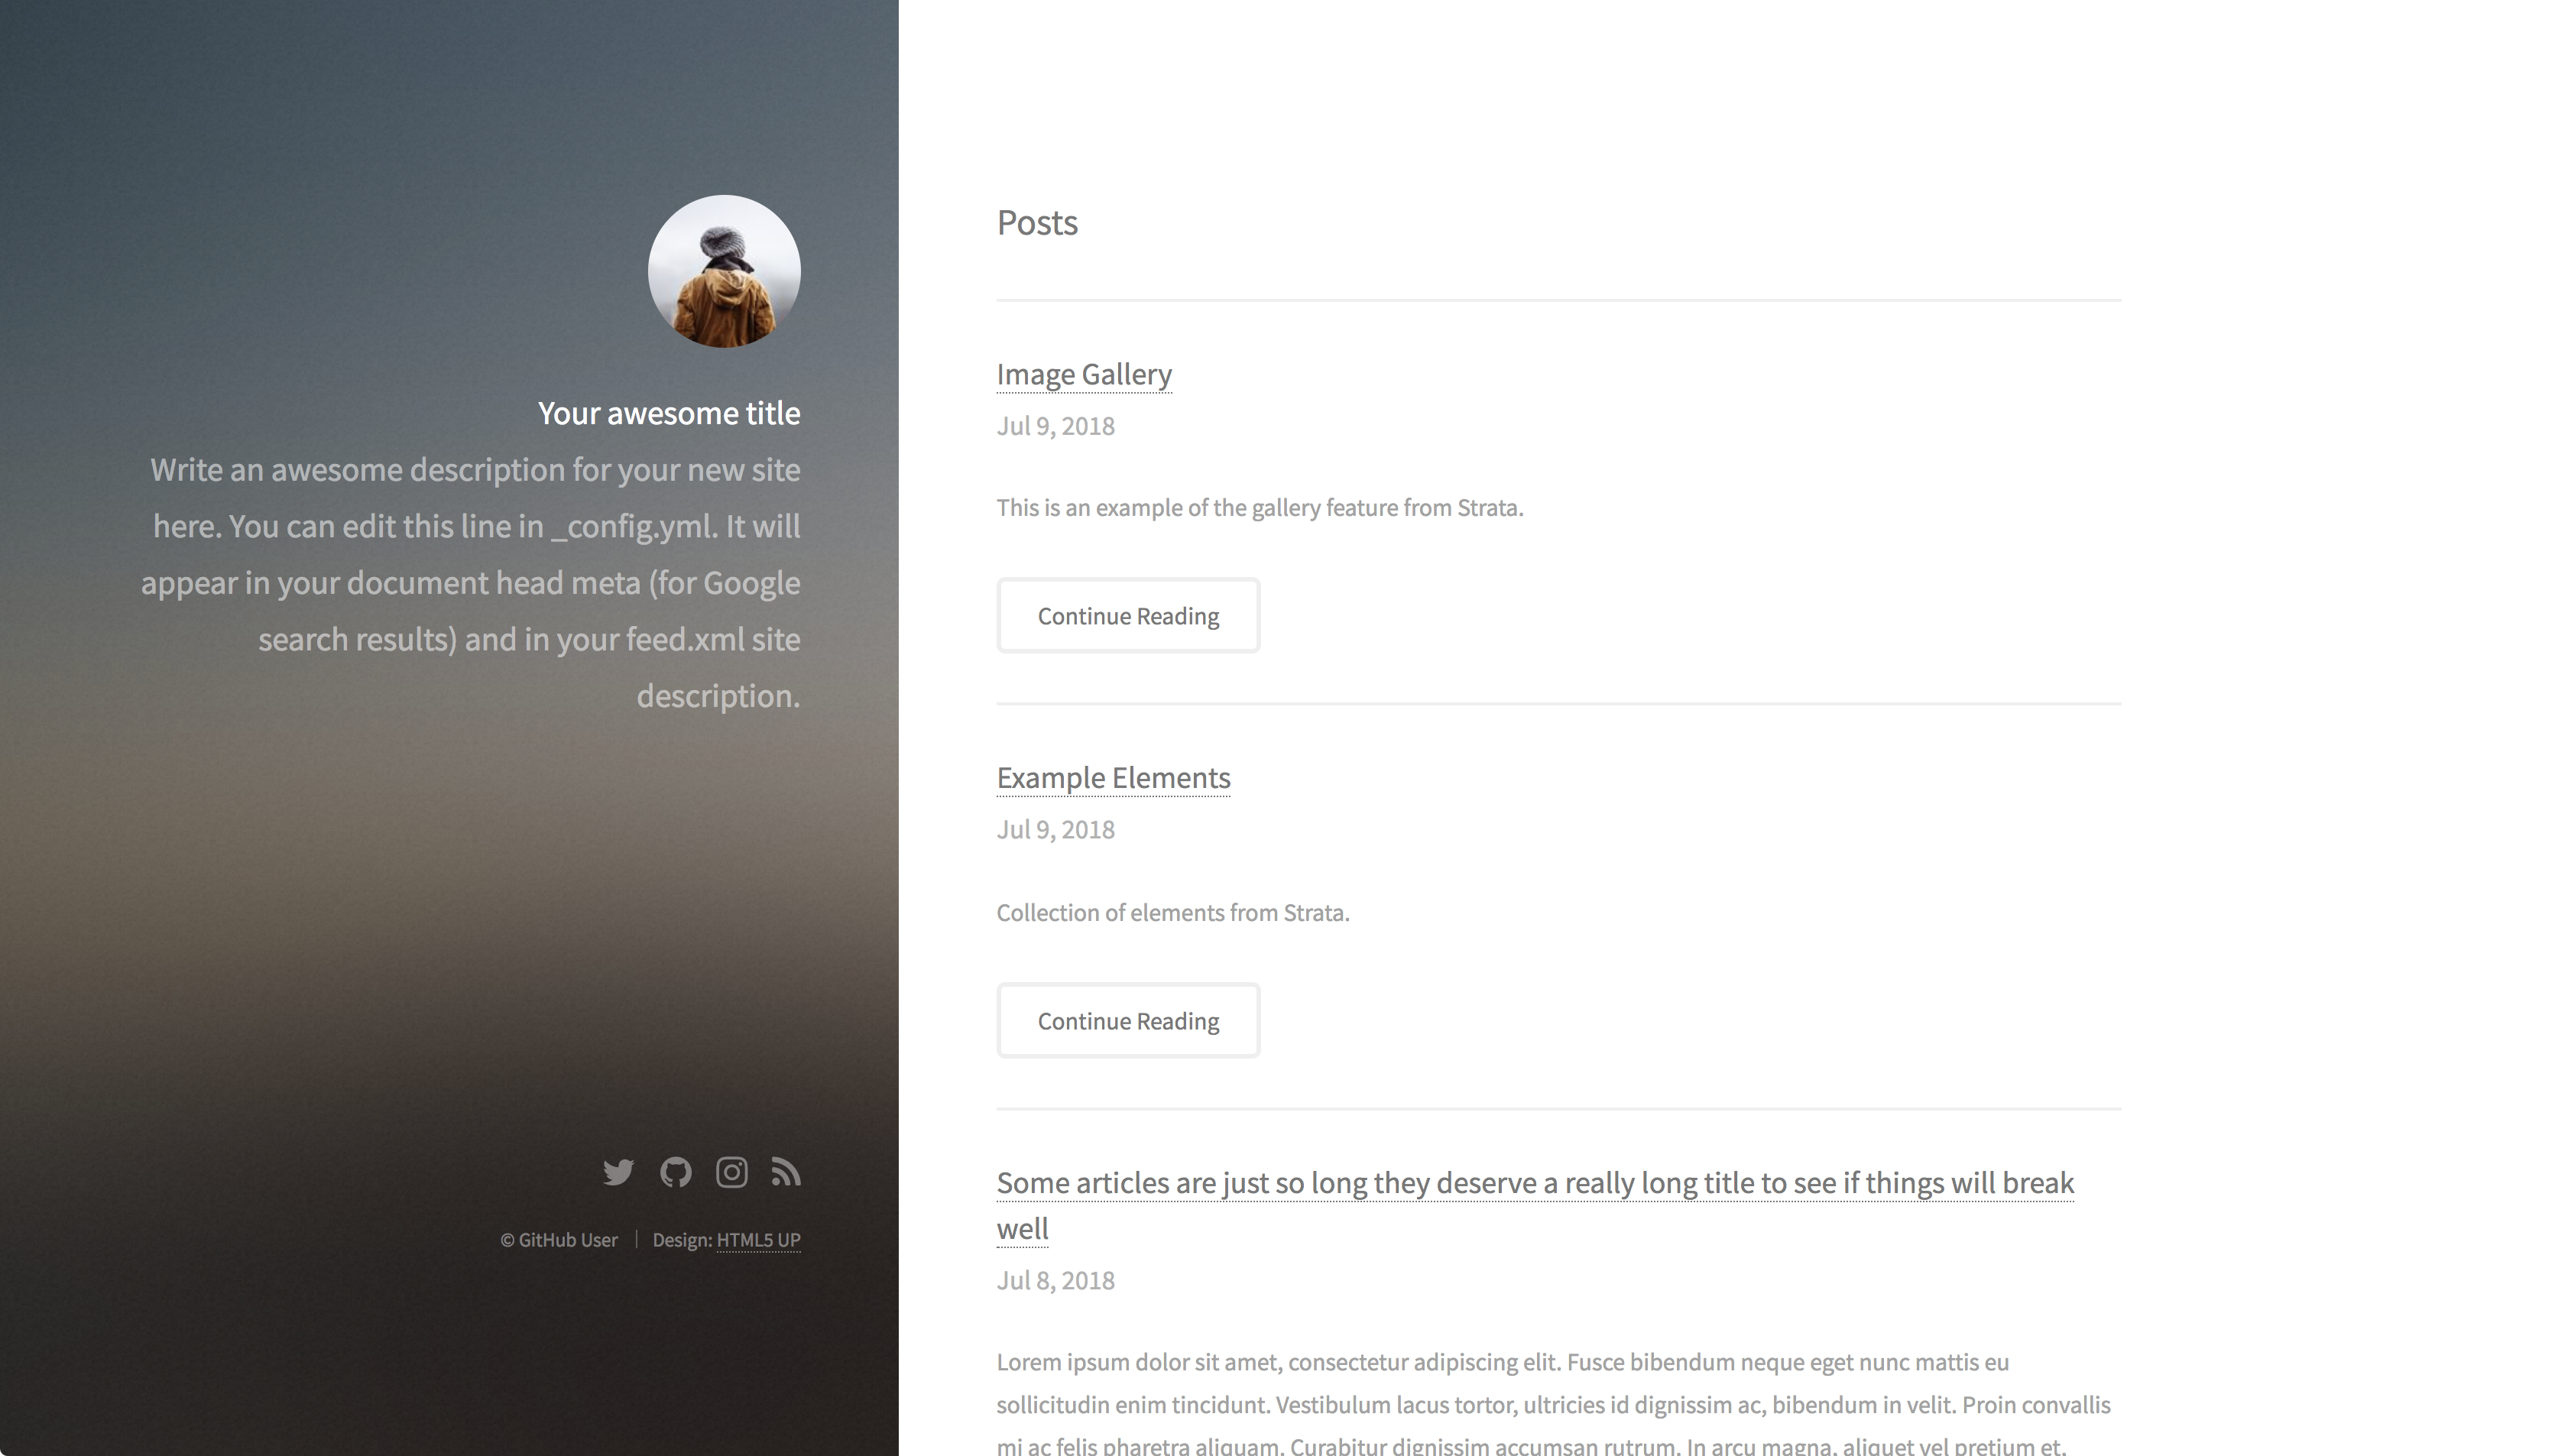 Your awesome title
Write an awesome description for your new site
here. You can edit this line in _config.yml. It will
appear in your document head meta (for Google
search results) and in your feed.xml site
description.
© GitHub User | Design: HTML5 UP
Posts
Image Gallery
Jul 9, 2018
This is an example of the gallery feature from Strata.
Continue Reading
Example Elements
Jul 9, 2018
Collection of elements from Strata.
Continue Reading
Some articles are just so long they deserve a really long title to see if things will break
well
Jul 8, 2018
Lorem ipsum dolor sit amet, consectetur adipiscing elit. Fusce bibendum neque eget nunc mattis eu
sollicitudin enim tincidunt. Vestibulum lacus tortor, ultricies id dignissim ac, bibendum in velit. Proin convallis
mi ac felis pharetra aliquam. Curabitur dignissim accumsan rutrum. In arcu magna, aliquet vel pretium et,